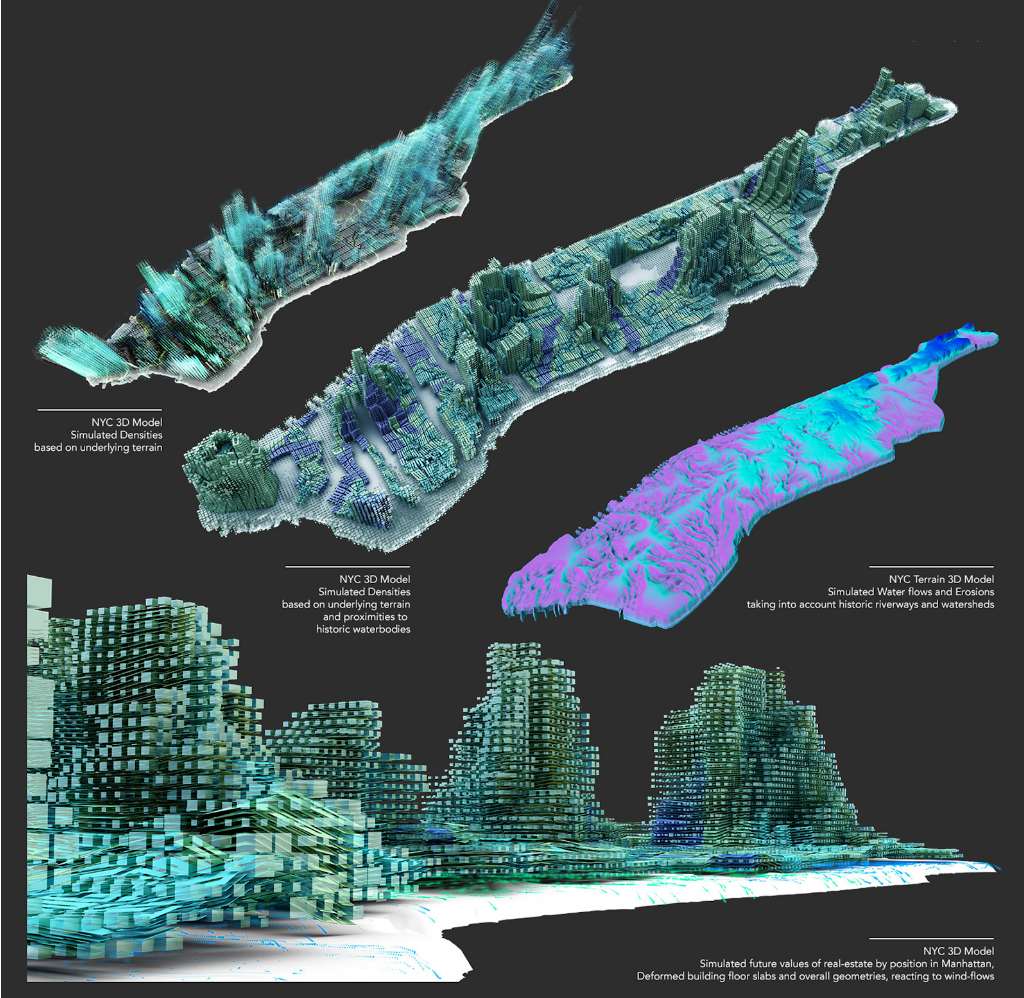 NYC 3D Model
Simulated Densities
based on underlying terrain
NYC 3D Model
Simulated Densities
based on underlying terrain
and proximities to
historic waterbodies
NYC Terrain 3D Model
Simulated Water flows and Erosions
taking into account historic riverways and watersheds
NYC 3D Model
Simulated future values of real-estate by position in Manhattan,
Deformed building floor slabs and overall geometries, reacting to wind-flows